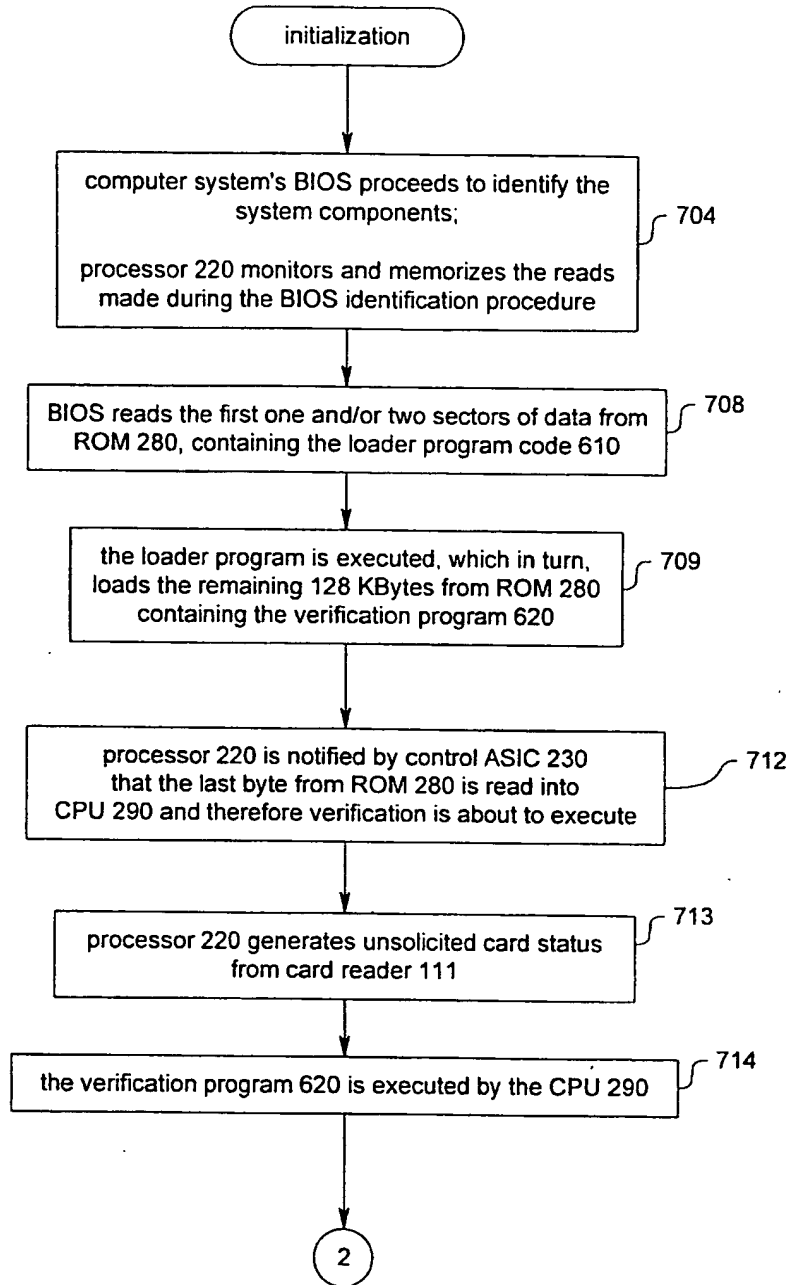 initialization
computer system's BIOS proceeds to identify the
system components;
processor 220 monitors and memorizes the reads
made during the BIOS identification procedure
704
BIOS reads the first one and/or two sectors of data from
ROM 280, containing the loader program code 610
708
the loader program is executed, which in turn,
loads the remaining 128 KBytes from ROM 280
containing the verification program 620
709
processor 220 is notified by control ASIC 230
that the last byte from ROM 280 is read into
CPU 290 and therefore verification is about to execute
712
processor 220 generates unsolicited card status
from card reader 111
713
the verification program 620 is executed by the CPU 290
714
2